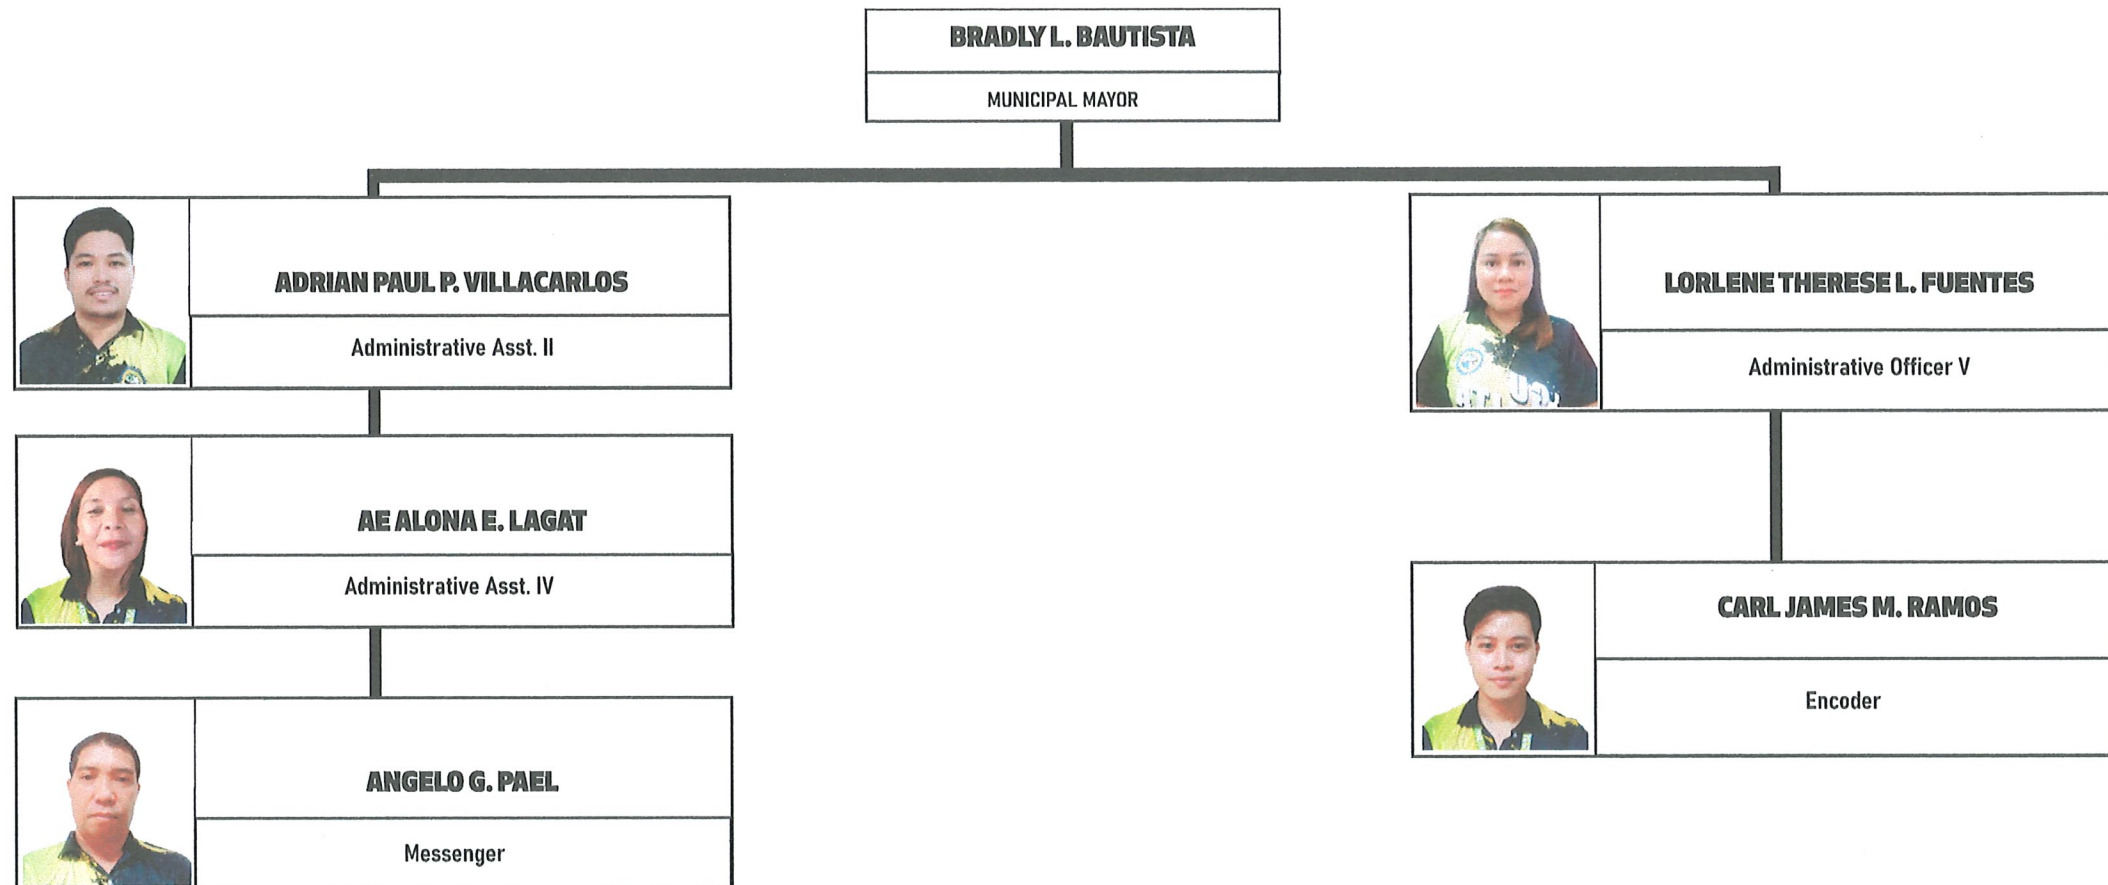 BRADLY L. BAUTISTA
MUNICIPAL MAYOR
ADRIAN PAUL P. VILLACARLOS
Administrative Asst. II
LORLENE THERESE L. FUENTES
Administrative Officer V
AE ALONA E. LAGAT
Administrative Asst. IV
CARL JAMES M. RAMOS
Encoder
ANGELO G. PAEL
Messenger